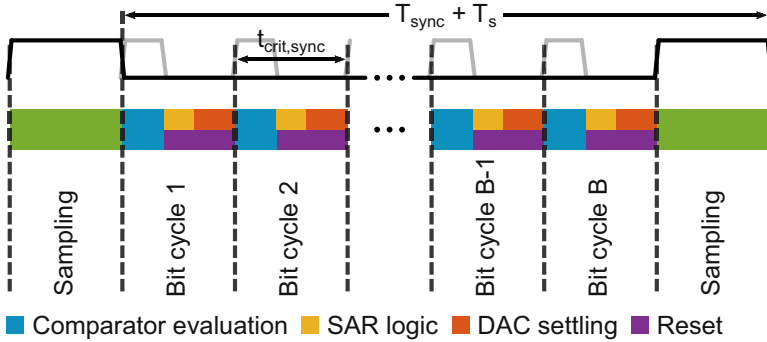 T_sync + T_s
t_crit,sync
Sampling
Bit cycle 1
Bit cycle 2
Bit cycle B-1
Bit cycle B
Sampling
Comparator evaluation SAR logic DAC settling Reset